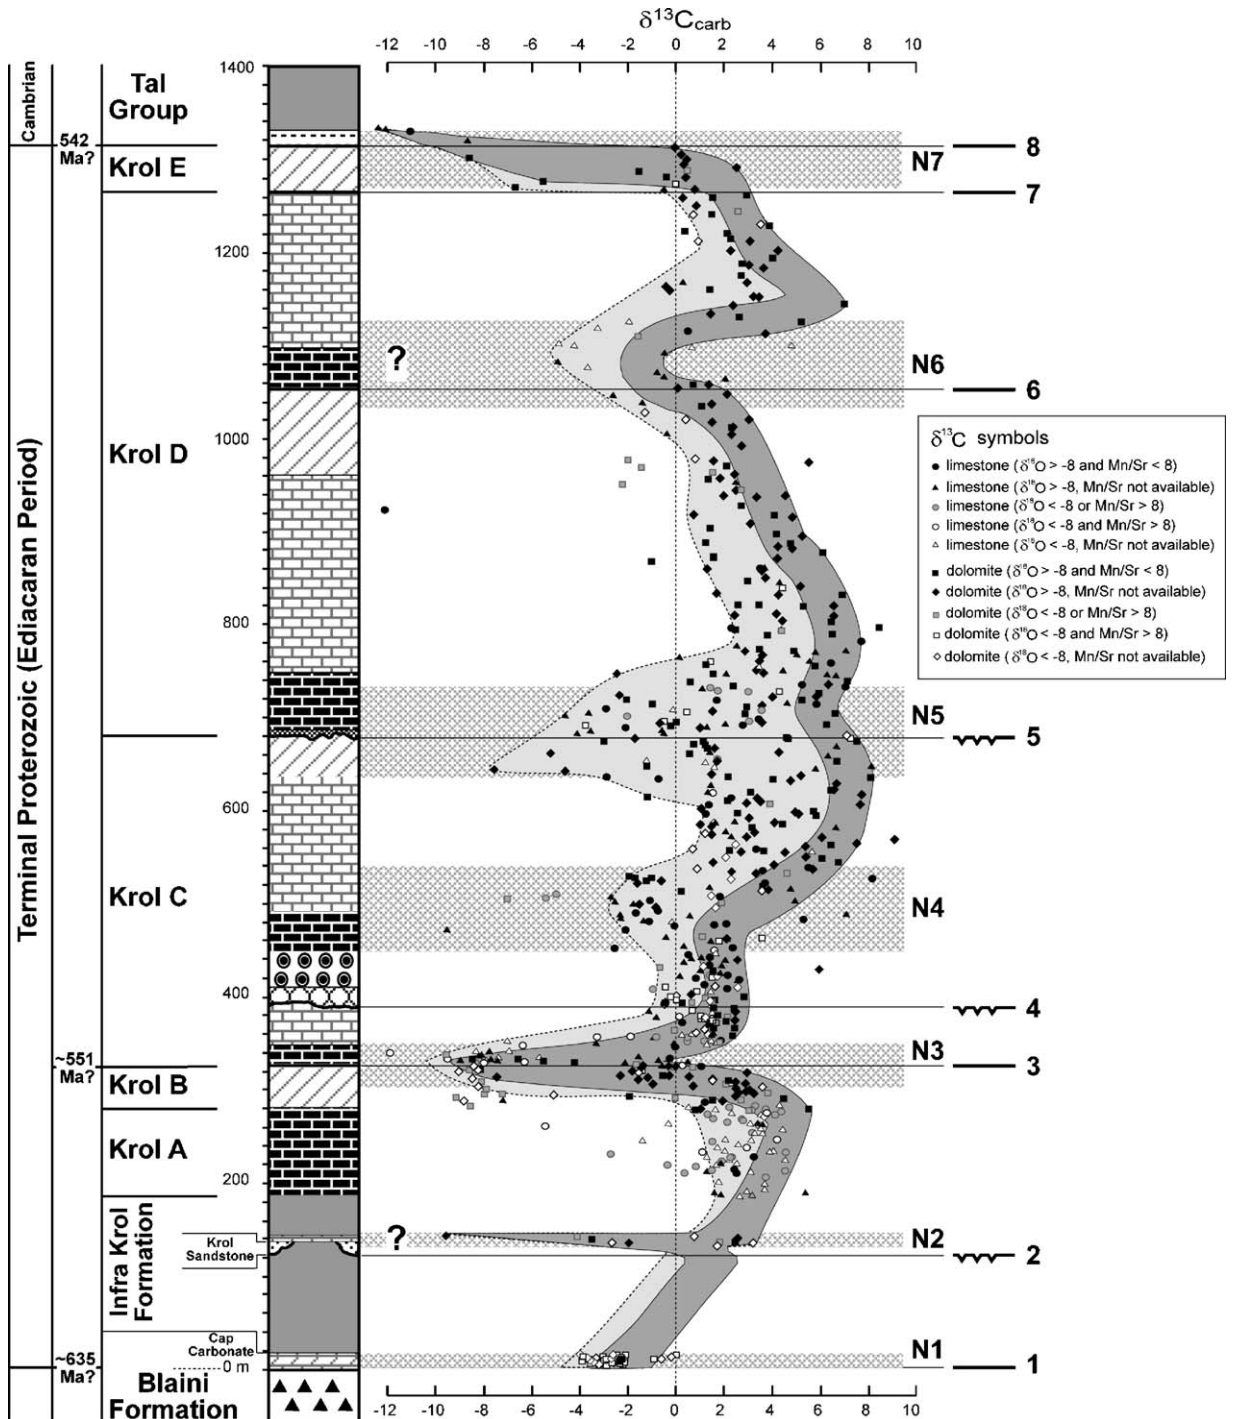 δ13Ccarb
-12 -10 -8 -6 -4 -2 0 2 4 6 8 10
1400
Cambrian
Tal
Group
542
Ma?
8
N7
Krol E
7
1200
?
N6
6
1000
Krol D
Terminal Proterozoic (Ediacaran Period)
δ13C symbols
limestone (δ18O > -8 and Mn/Sr < 8)
limestone (δ18O > -8, Mn/Sr not available)
limestone (δ18O < -8 or Mn/Sr > 8)
limestone (δ18O < -8 and Mn/Sr > 8)
limestone (δ18O < -8, Mn/Sr not available)
dolomite (δ18O > -8 and Mn/Sr < 8)
dolomite (δ18O > -8, Mn/Sr not available)
dolomite (δ18O < -8 or Mn/Sr > 8)
dolomite (δ18O < -8 and Mn/Sr > 8)
dolomite (δ18O < -8, Mn/Sr not available)
800
N5
5
600
Krol C
N4
400
4
N3
~551
Ma?
3
Krol B
Krol A
200
Infra Krol
Formation
Krol
Sandstone
?
N2
2
Cap
Carbonate
N1
~635
Ma?
0 m
1
Blaini
Formation
-12 -10 -8 -6 -4 -2 0 2 4 6 8 10